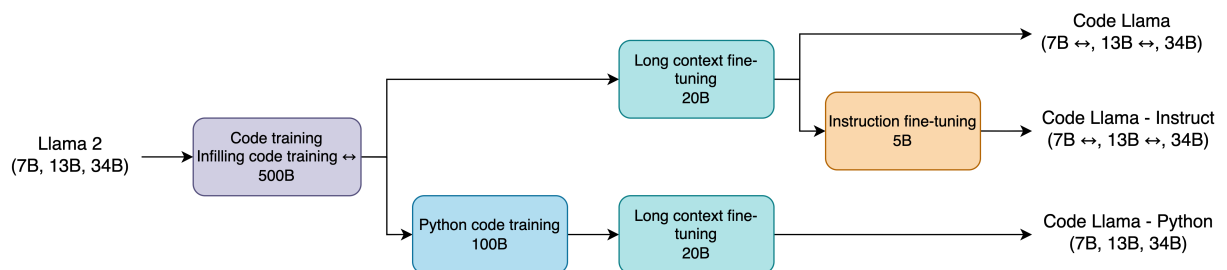 Llama 2
(7B, 13B, 34B)
Code training
Infilling code training ↔
500B
Long context fine-
tuning
20B
Code Llama
(7B ↔, 13B ↔, 34B)
Instruction fine-tuning
5B
Code Llama - Instruct
(7B ↔, 13B ↔, 34B)
Python code training
100B
Long context fine-
tuning
20B
Code Llama - Python
(7B, 13B, 34B)